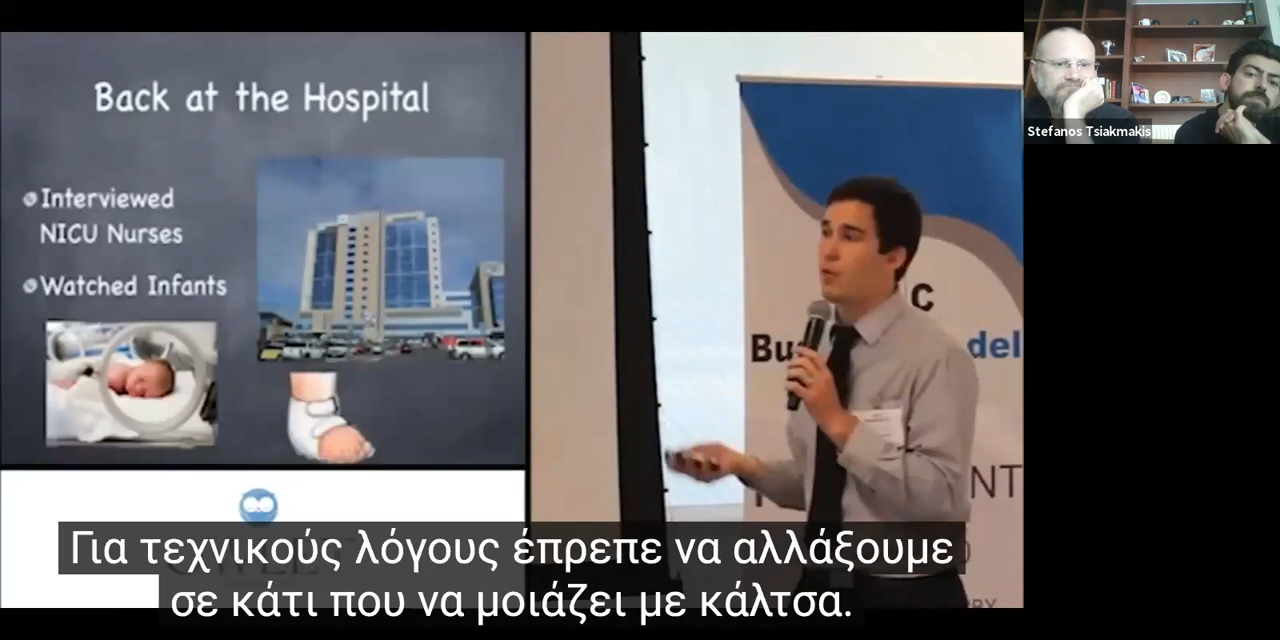 Back at the Hospital
Interviewed
NICU Nurses
Watched Infants
Stefanos Tsiakmakis
Για τεχνικούς λόγους έπρεπε να αλλάξουμε
σε κάτι που να μοιάζει με κάλτσα.